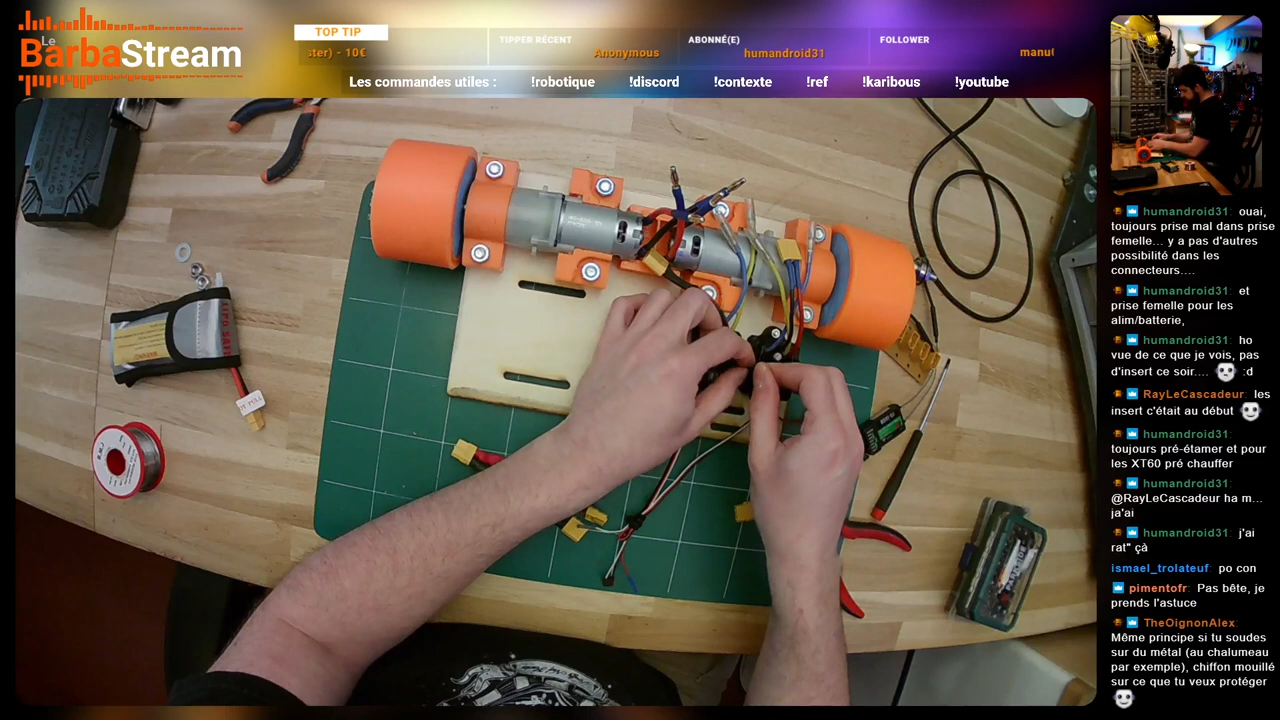 Le
BarbaStream
TOP TIP
ster) - 10€
TIPPER RÉCENT
Anonymous
ABONNÉ(E)
humandroid31
FOLLOWER
manul
Les commandes utiles : !robotique !discord !contexte !ref !karibous !youtube
humandroid31: ouai,
toujours prise mal dans prise
femelle... y a pas d'autres
possibilité dans les
connecteurs....
humandroid31: et
prise femelle pour les
alim/batterie,
humandroid31: ho
vue de ce que je vois, pas
d'insert ce soir.... :d
RayLeCascadeur: les
insert c'était au début
humandroid31:
toujours pré-étamer et pour
les XT60 pré chauffer
humandroid31:
@RayLeCascadeur ha m...
ja'ai
humandroid31: j'ai
rat" çà
ismael_trolateuf: po con
pimentofr: Pas bête, je
prends l'astuce
TheOignonAlex:
Même principe si tu soudes
sur du métal (au chalumeau
par exemple), chiffon mouillé
sur ce que tu veux protéger